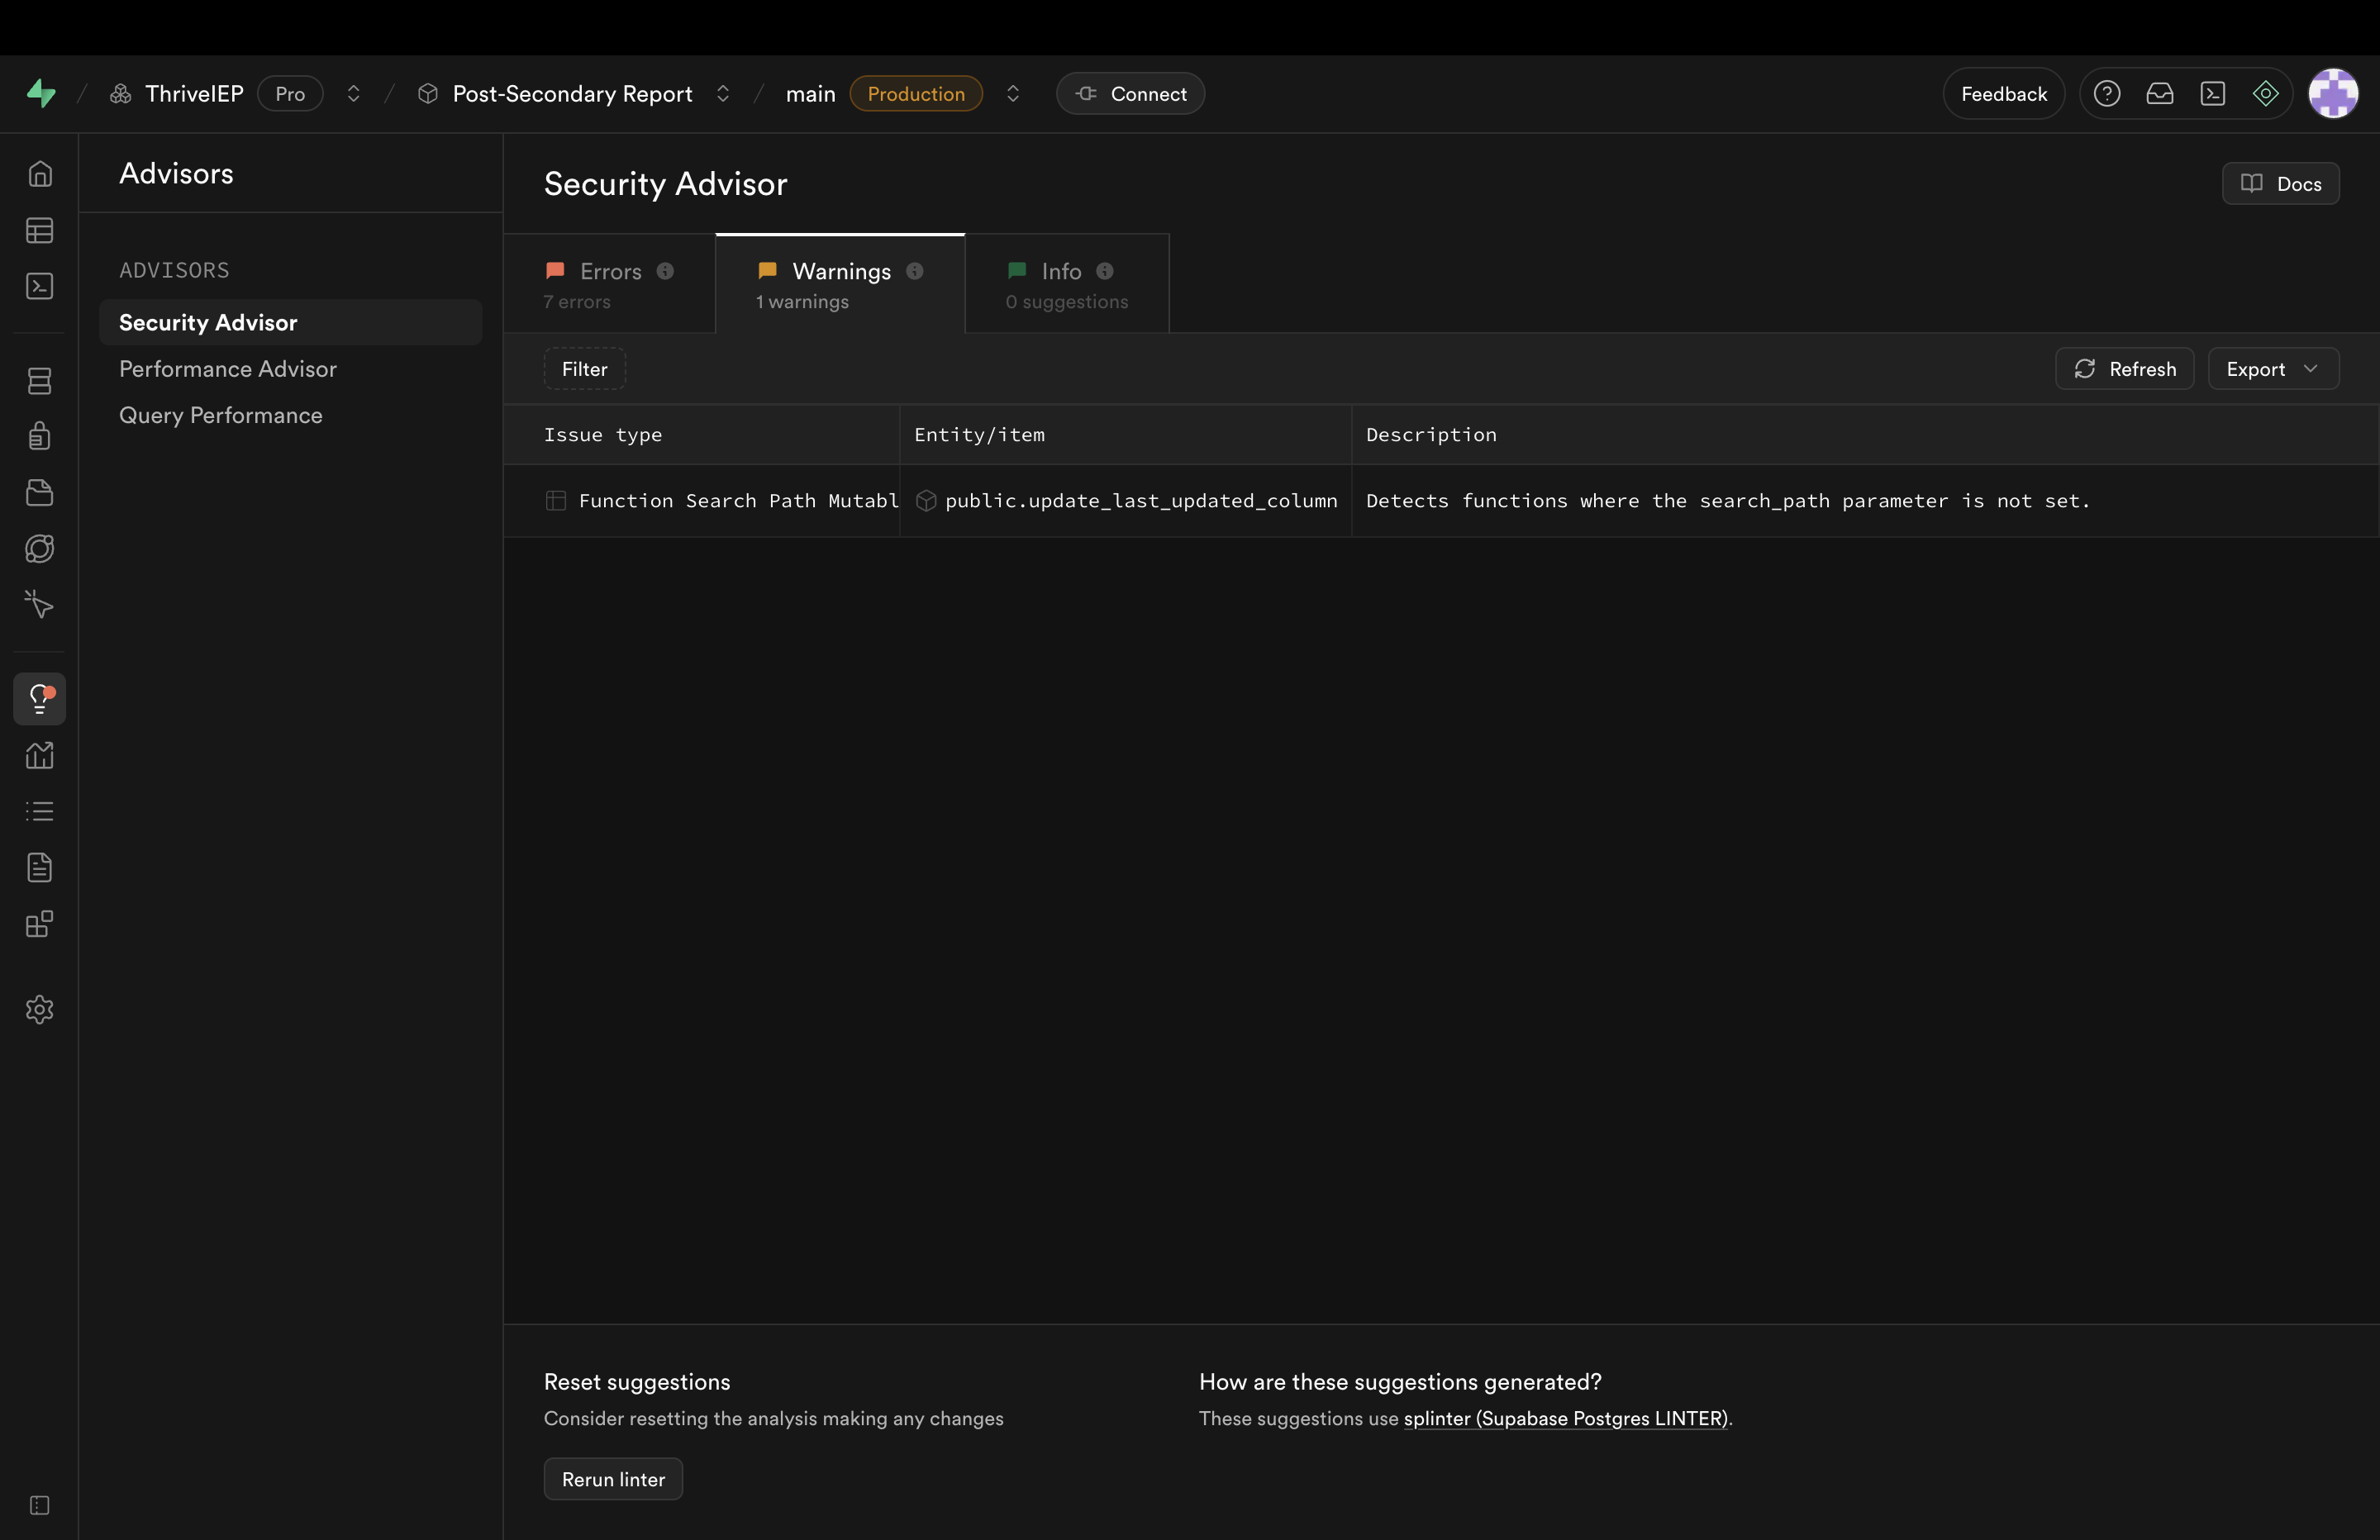 ThriveIEP Pro Post-Secondary Report main Production Connect Feedback
Advisors
ADVISORS
Security Advisor
Performance Advisor
Query Performance
Security Advisor
Docs
Errors
7 errors
Warnings
1 warnings
Info
0 suggestions
Filter
Refresh
Export
Issue type Entity/item Description
Function Search Path Mutabl public.update_last_updated_column Detects functions where the search_path parameter is not set.
Reset suggestions
Consider resetting the analysis making any changes
Rerun linter
How are these suggestions generated?
These suggestions use splinter (Supabase Postgres LINTER).